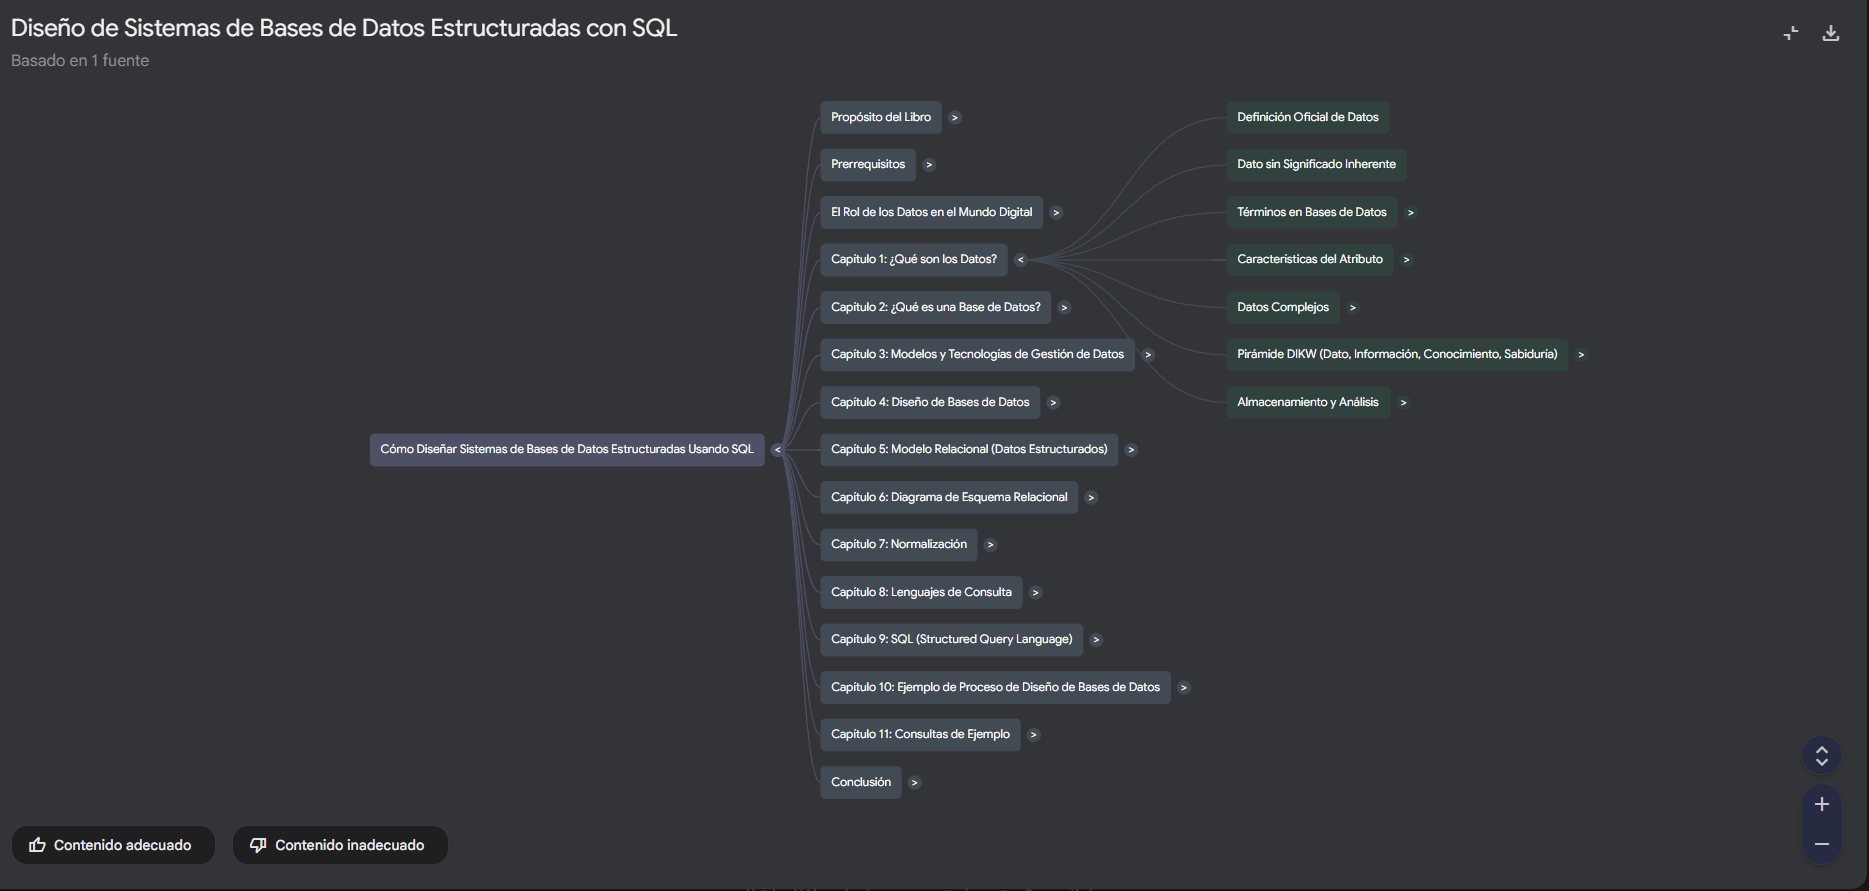 Diseño de Sistemas de Bases de Datos Estructuradas con SQL
Basado en 1 fuente
Cómo Diseñar Sistemas de Bases de Datos Estructuradas Usando SQL
<
Propósito del Libro
>
Prerrequisitos
>
El Rol de los Datos en el Mundo Digital
>
Capítulo 1: ¿Qué son los Datos?
<
Capítulo 2: ¿Qué es una Base de Datos?
>
Capítulo 3: Modelos y Tecnologías de Gestión de Datos
>
Capítulo 4: Diseño de Bases de Datos
>
Capítulo 5: Modelo Relacional (Datos Estructurados)
>
Capítulo 6: Diagrama de Esquema Relacional
>
Capítulo 7: Normalización
>
Capítulo 8: Lenguajes de Consulta
>
Capítulo 9: SQL (Structured Query Language)
>
Capítulo 10: Ejemplo de Proceso de Diseño de Bases de Datos
>
Capítulo 11: Consultas de Ejemplo
>
Conclusión
>
Definición Oficial de Datos
Dato sin Significado Inherente
Términos en Bases de Datos
>
Características del Atributo
>
Datos Complejos
>
Pirámide DIKW (Dato, Información, Conocimiento, Sabiduría)
>
Almacenamiento y Análisis
>
Contenido adecuado
Contenido inadecuado